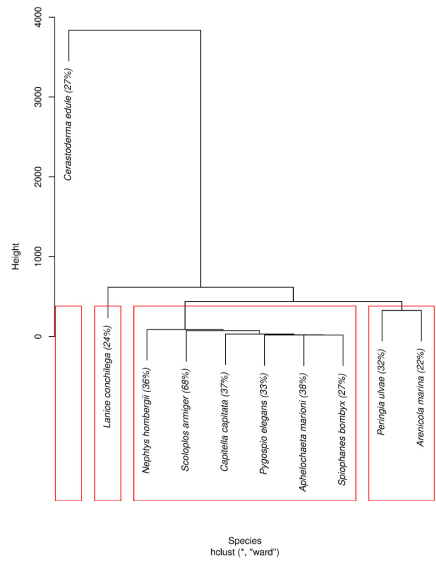 4000
3000
2000
1000
0
Height
Cerastoderma edule (27%)
Lanice conchilega (24%)
Nephtys hombergii (36%)
Scoloplos armiger (68%)
Capitella capitata (37%)
Pygospio elegans (33%)
Aphelochaeta marioni (38%)
Spiophanes bombyx (27%)
Peringia ulvae (32%)
Arenicola marina (22%)
Species
hclust (*, "ward")